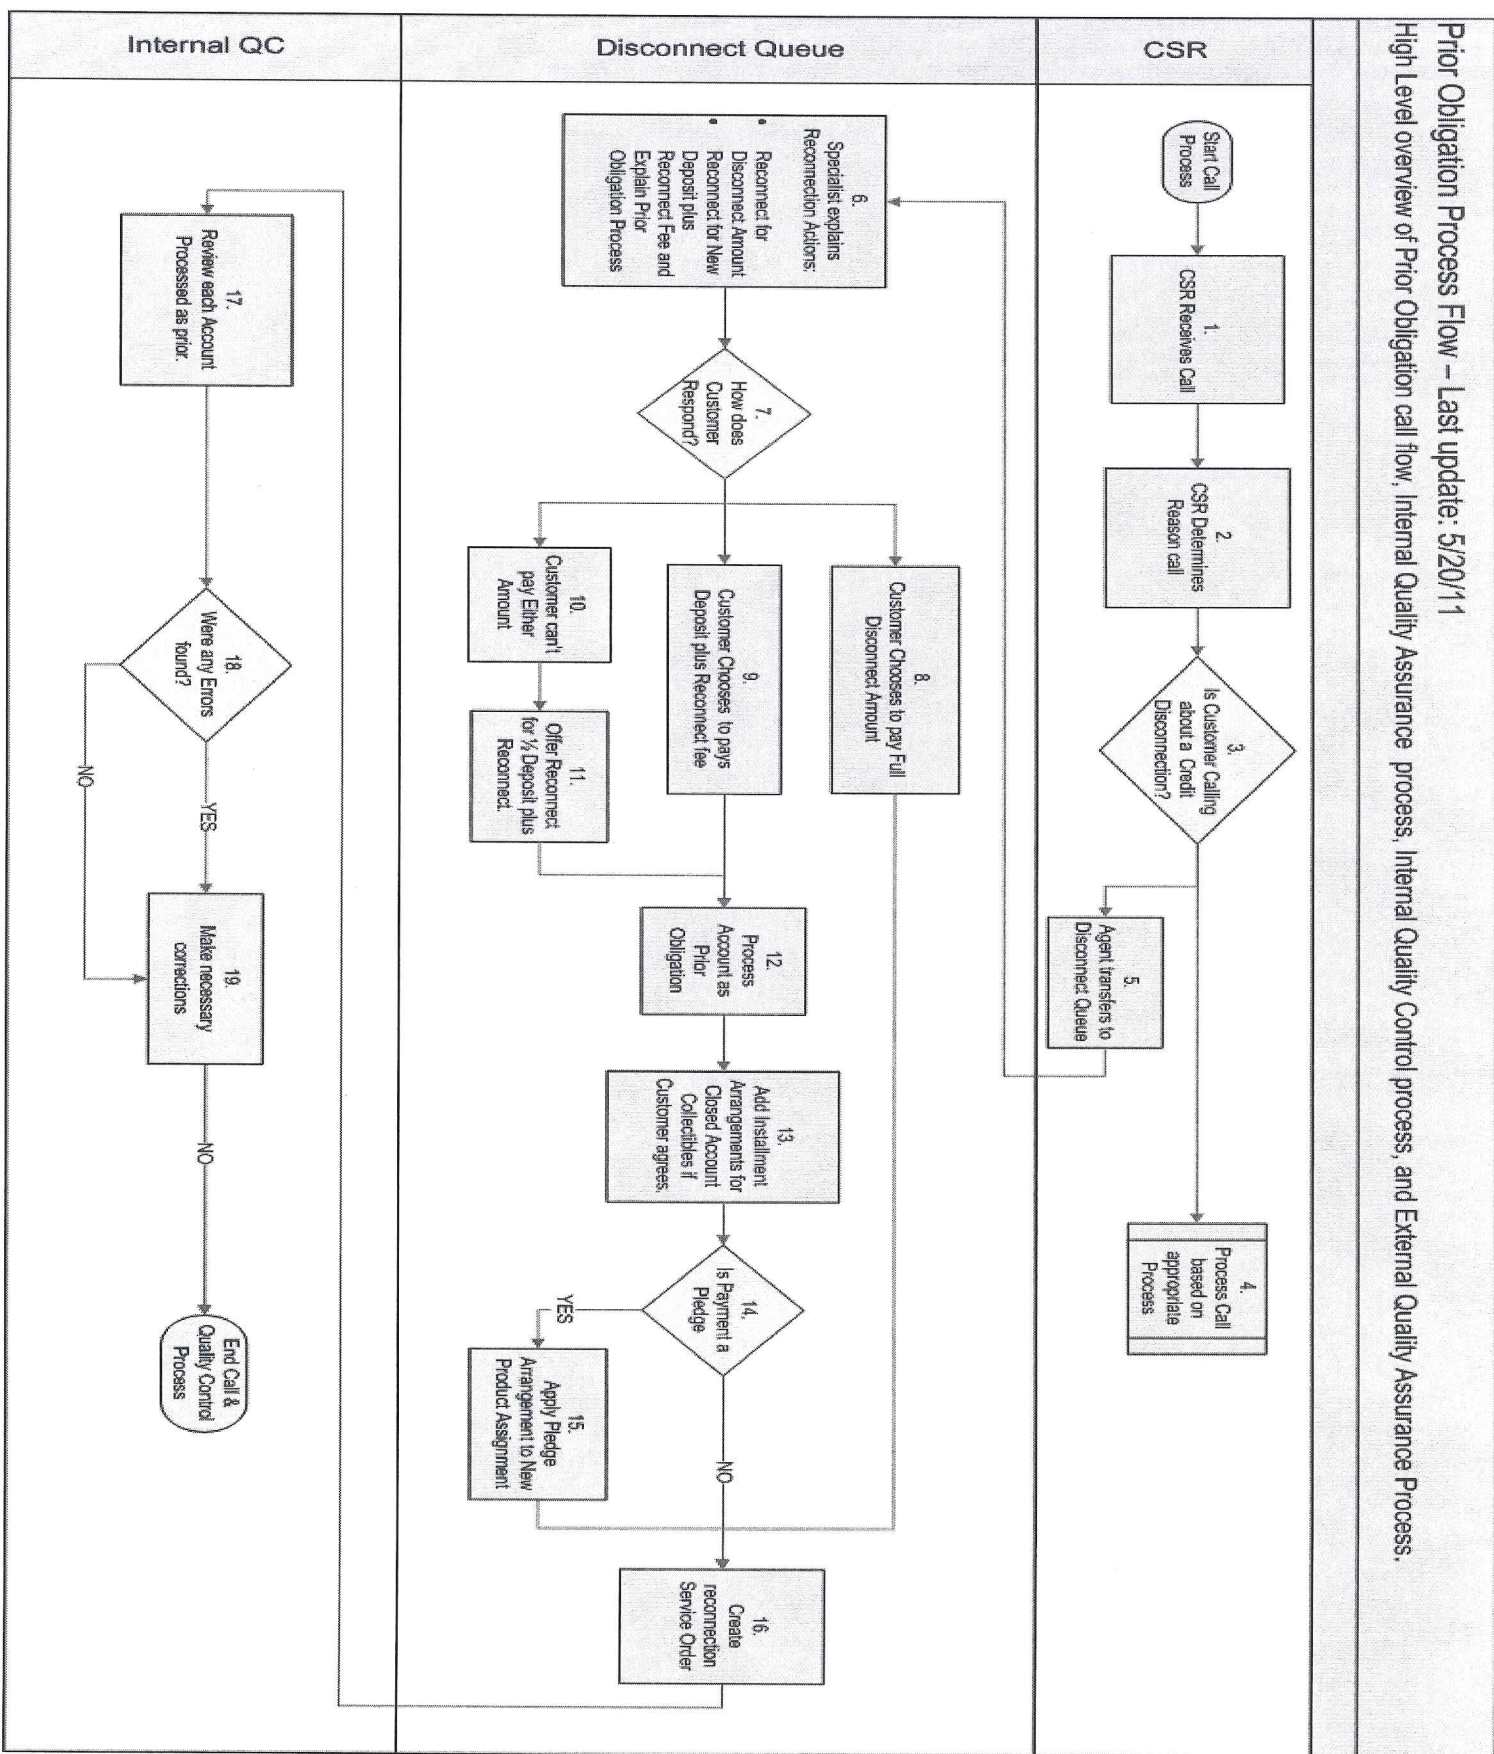 Prior Obligation Process Flow – Last update: 5/20/11
High Level overview of Prior Obligation call flow, Internal Quality Assurance process, Internal Quality Control process, and External Quality Assurance Process.
CSR
Start Call
Process
1.
CSR Receives Call
2.
CSR Determines
Reason call
3.
Is Customer Calling
about a Credit
Disconnection?
4.
Process Call
based on
appropriate
Process
5.
Agent transfers to
Disconnect Queue
Disconnect Queue
6.
Specialist explains
Reconnection Actions:
• Reconnect for
Disconnect Amount
• Reconnect for New
Deposit plus
Reconnect Fee and
Explain Prior
Obligation Process
7.
How does
Customer
Respond?
8.
Customer Chooses to pay Full
Disconnect Amount
9.
Customer Chooses to pays
Deposit plus Reconnect fee
10.
Customer can't
pay Either
Amount
11.
Offer Reconnect
for ½ Deposit plus
Reconnect.
12.
Process
Account as
Prior
Obligation
13.
Add Installment
Arrangements for
Closed Account
Collectibles if
Customer agrees.
14.
Is Payment a
Pledge
YES
NO
15.
Apply Pledge
Arrangement to New
Product Assignment
16.
Create
reconnection
Service Order
Internal QC
17.
Review each Account
Processed as prior.
18.
Were any Errors
found?
YES
NO
19.
Make necessary
corrections
NO
End Call &
Quality Control
Process